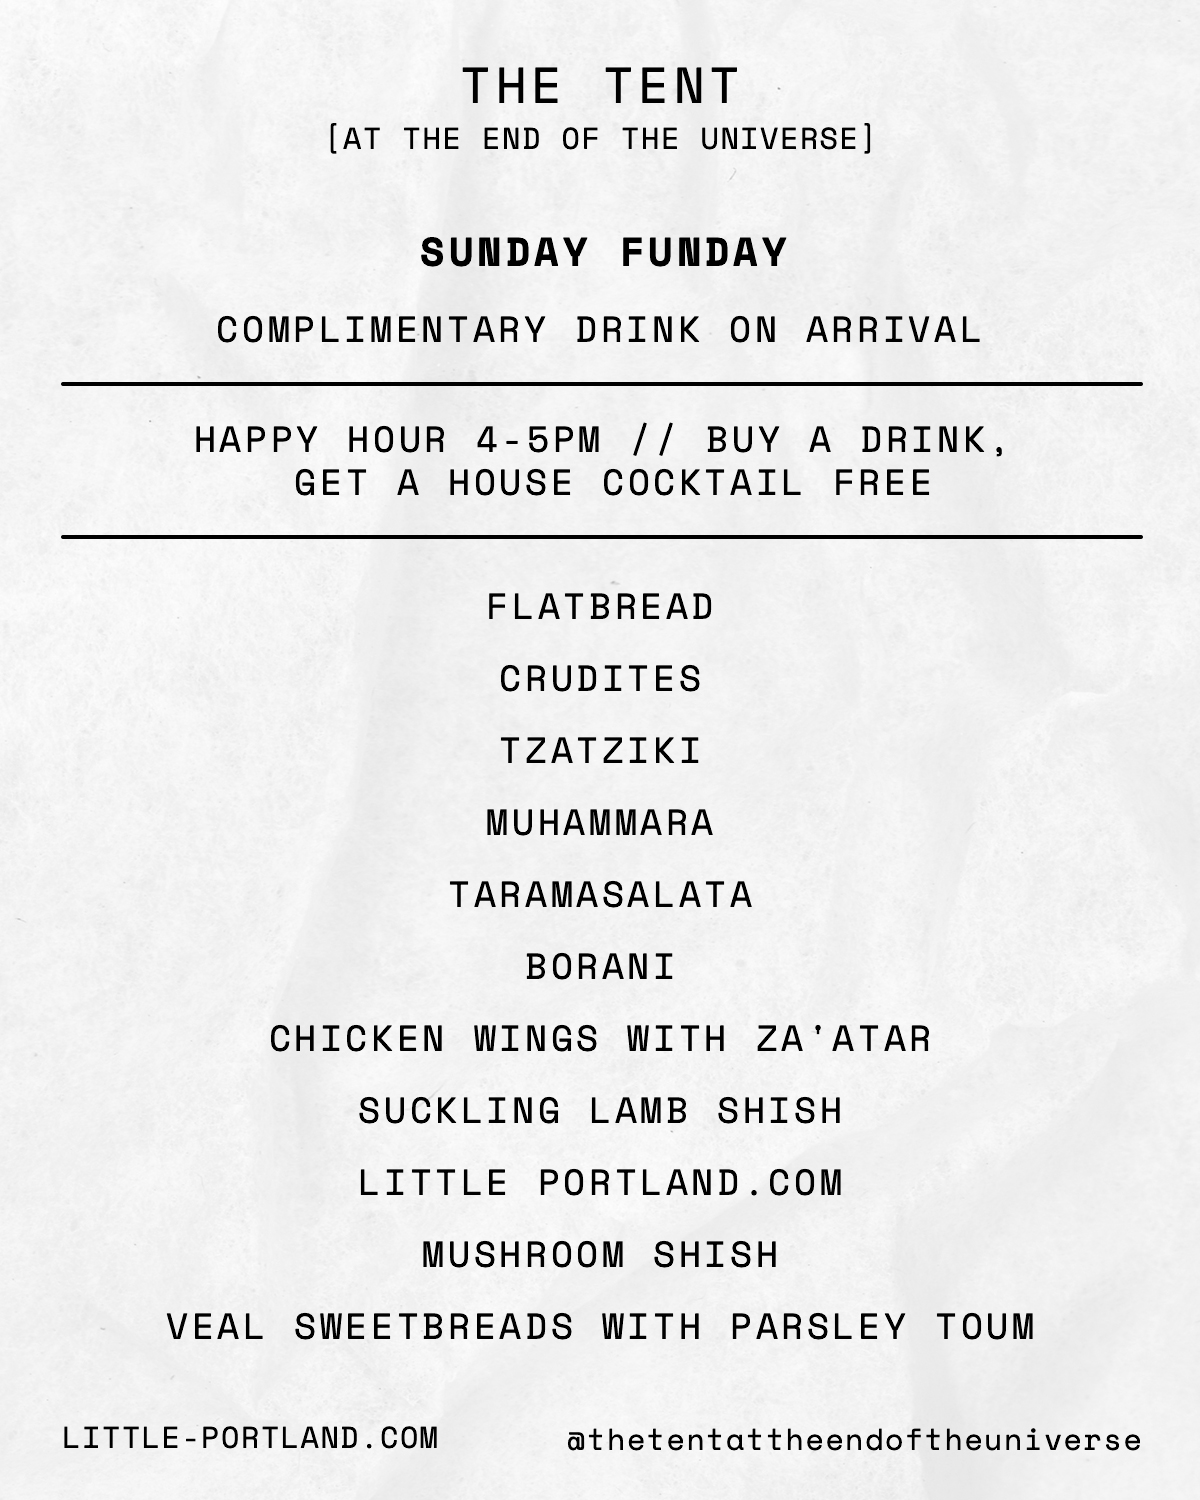 THE TENT
[AT THE END OF THE UNIVERSE]
SUNDAY FUNDAY
COMPLIMENTARY DRINK ON ARRIVAL
HAPPY HOUR 4-5PM // BUY A DRINK,
GET A HOUSE COCKTAIL FREE
FLATBREAD
CRUDITES
TZATZIKI
MUHAMMARA
TARAMASALATA
BORANI
CHICKEN WINGS WITH ZA'ATAR
SUCKLING LAMB SHISH
LITTLE PORTLAND.COM
MUSHROOM SHISH
VEAL SWEETBREADS WITH PARSLEY TOUM
LITTLE-PORTLAND.COM
@thetentattheendoftheuniverse